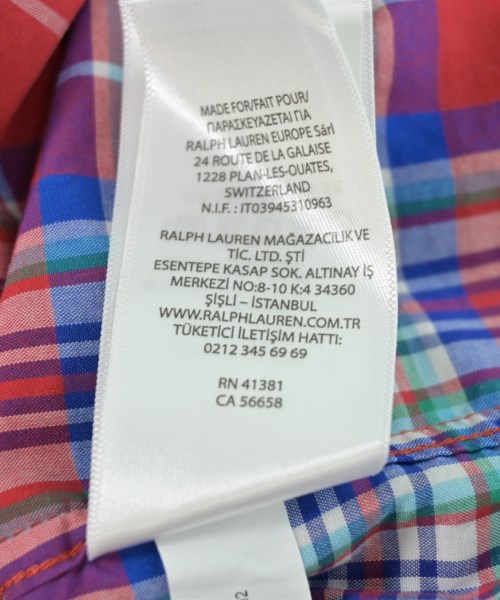 MADE FOR/FAIT POUR/
ΠΑΡΑΣΚΕΥΑΖΕΤΑΙ ΓΙΑ
RALPH LAUREN EUROPE Sárl
24 ROUTE DE LA GALAISE
1228 PLAN-LES-OUATES,
SWITZERLAND
N.I.F. : IT03945310963
RALPH LAUREN MAĞAZACILIK VE
TİC. LTD. ŞTİ
ESENTEPE KASAP SOK. ALTINAY İŞ
MERKEZİ NO:8-10 K:4 34360
ŞİŞLİ – İSTANBUL
WWW.RALPHLAUREN.COM.TR
TÜKETİCİ İLETİŞİM HATTI:
0212 345 69 69
RN 41381
CA 56658